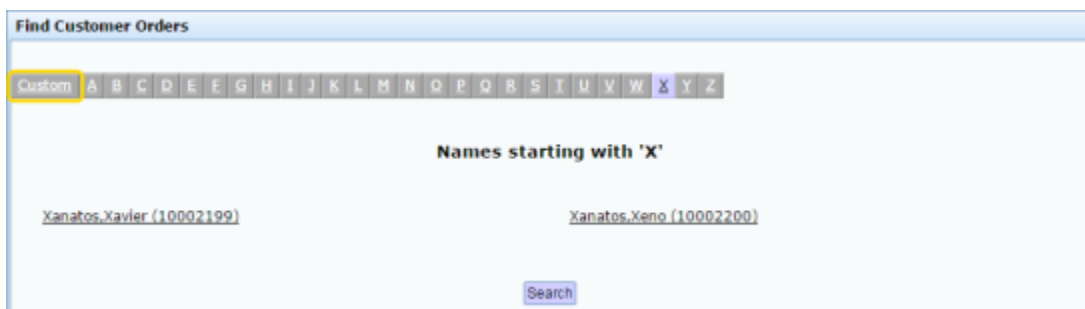 Find Customer Orders
Custom A B C D E F G H I J K L M N O P Q R S T U V W X Y Z
Names starting with 'X'
Xanatos,Xavier (10002199) Xanatos,Xeno (10002200)
Search